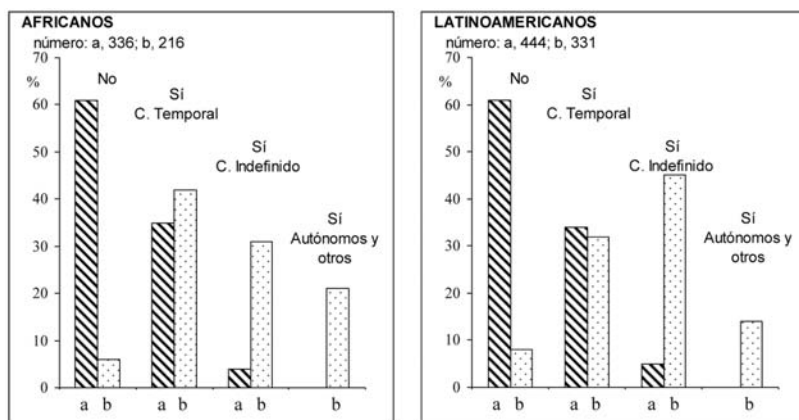 AFRICANOS
número: a, 336; b, 216
70
60
50
40
30
20
10
0
%
No
Sí
C. Temporal
Sí
C. Indefinido
Sí
Autónomos y
otros
a b a b a b b
LATINOAMERICANOS
número: a, 444; b, 331
70
60
50
40
30
20
10
0
%
No
Sí
C. Temporal
Sí
C. Indefinido
Sí
Autónomos y
otros
a b a b a b b